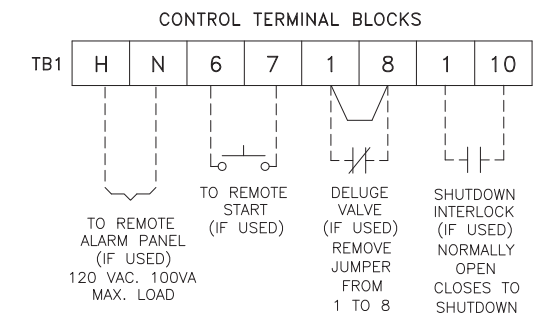 CONTROL TERMINAL BLOCKS
TB1 H N 6 7 1 8 1 10
TO REMOTE
ALARM PANEL
(IF USED)
120 VAC. 100VA
MAX. LOAD
TO REMOTE
START
(IF USED)
DELUGE
VALVE
(IF USED)
REMOVE
JUMPER
FROM
1 TO 8
SHUTDOWN
INTERLOCK
(IF USED)
NORMALLY
OPEN
CLOSES TO
SHUTDOWN